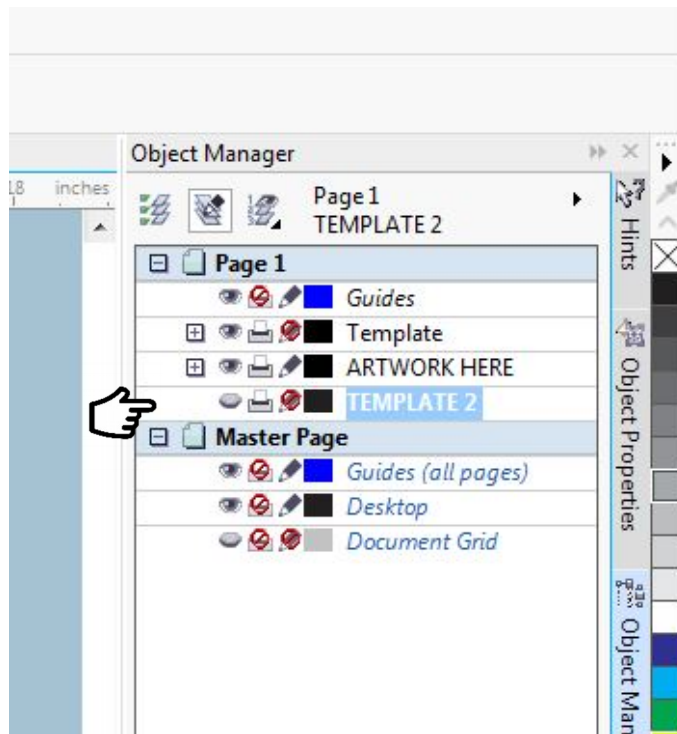 Object Manager
18 inches
Page 1
TEMPLATE 2
Page 1
Guides
Template
ARTWORK HERE
TEMPLATE 2
Master Page
Guides (all pages)
Desktop
Document Grid
Hints
Object Properties
Object Man